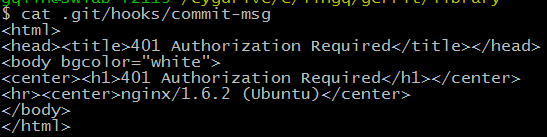 $ cat .git/hooks/commit-msg
<html>
<head><title>401 Authorization Required</title></head>
<body bgcolor="white">
<center><h1>401 Authorization Required</h1></center>
<hr><center>nginx/1.6.2 (Ubuntu)</center>
</body>
</html>